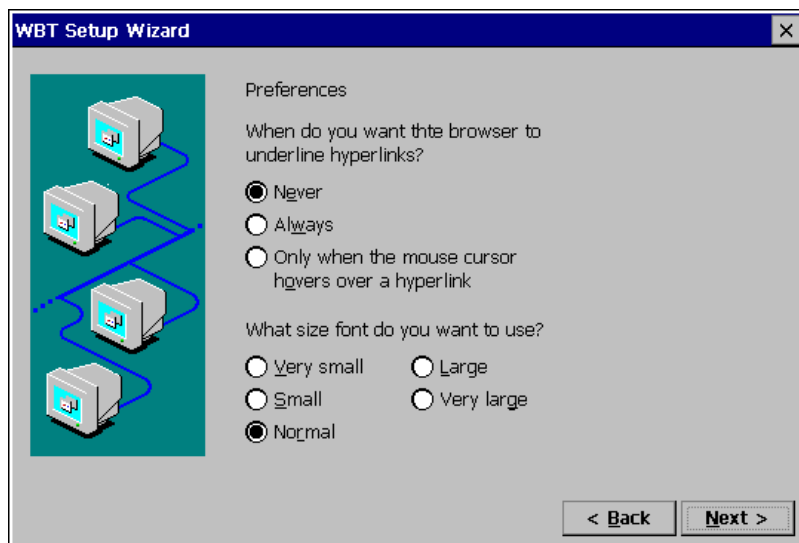 WBT Setup Wizard
Preferences
When do you want thte browser to
underline hyperlinks?
Never
Always
Only when the mouse cursor
hovers over a hyperlink
What size font do you want to use?
Very small
Large
Small
Very large
Normal
< Back
Next >